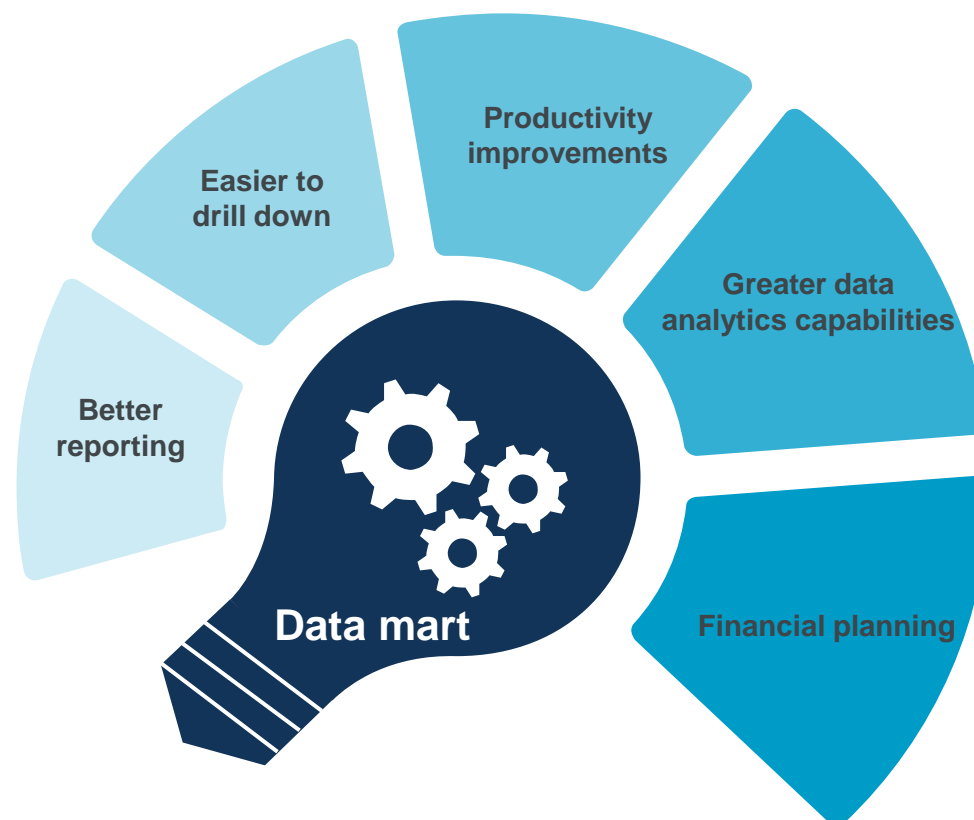 Better
reporting
Easier to
drill down
Productivity
improvements
Greater data
analytics capabilities
Financial planning
Data mart